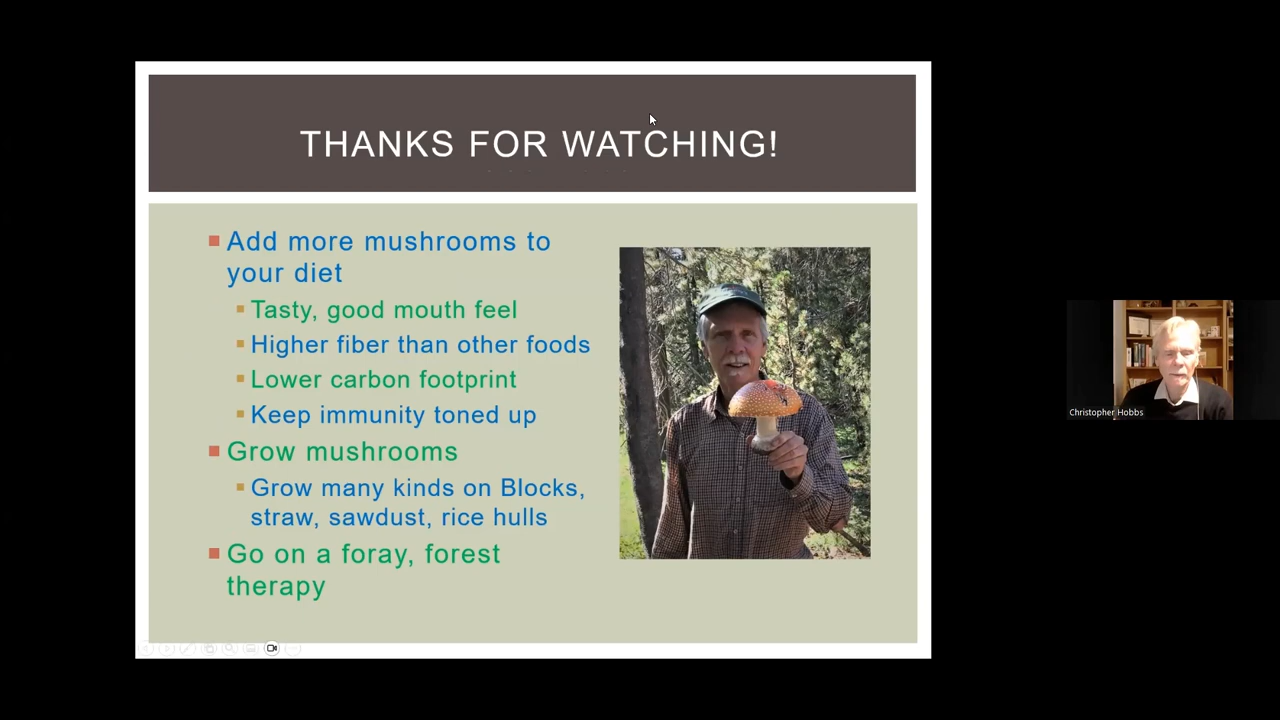 THANKS FOR WATCHING!
Add more mushrooms to
your diet
Tasty, good mouth feel
Higher fiber than other foods
Lower carbon footprint
Keep immunity toned up
Grow mushrooms
Grow many kinds on Blocks,
straw, sawdust, rice hulls
Go on a foray, forest
therapy
Christopher Hobbs